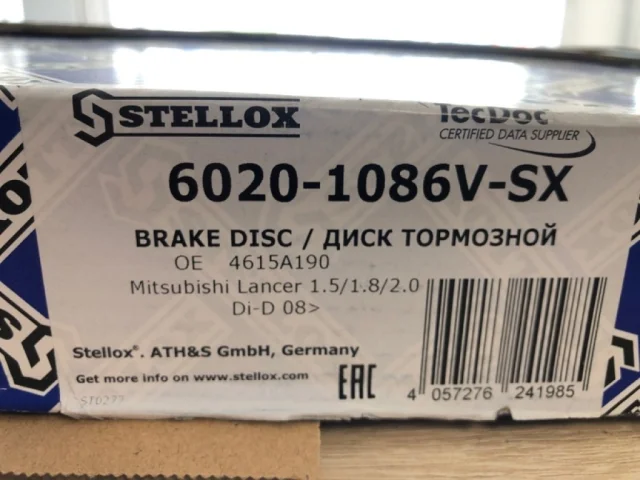 STELLOX
TecDoc
CERTIFIED DATA SUPPLIER
6020-1086V-SX
BRAKE DISC / ДИСК ТОРМОЗНОЙ
OE 4615A190
Mitsubishi Lancer 1.5/1.8/2.0
Di-D 08>
Stellox®. ATH&S GmbH, Germany
Get more info on www.stellox.com
EAC
4 057276 241985